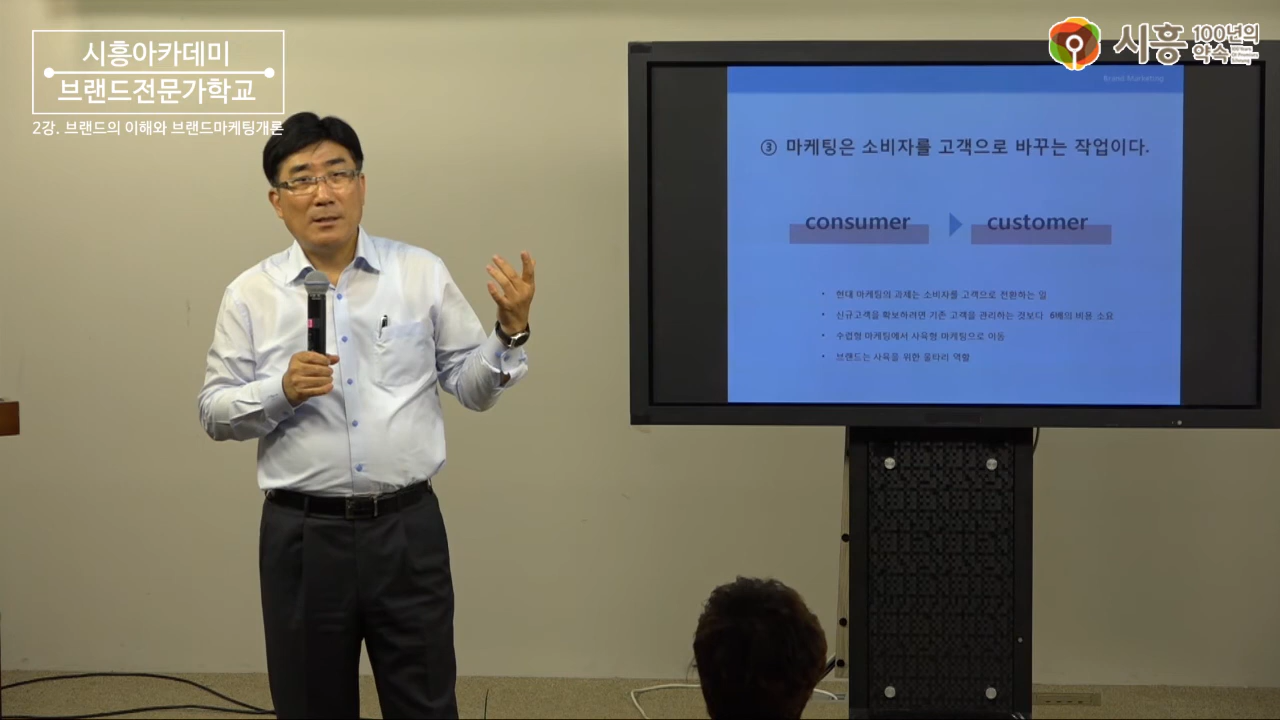 시흥아카데미
브랜드전문가학교
2강. 브랜드의 이해와 브랜드마케팅개론
시흥 100년의
약속
Brand Marketing
③ 마케팅은 소비자를 고객으로 바꾸는 작업이다.
consumer customer
• 현대 마케팅의 과제는 소비자를 고객으로 전환하는 일
• 신규고객을 확보하려면 기존 고객을 관리하는 것보다 6배의 비용 소요
• 수렵형 마케팅에서 사육형 마케팅으로 이동
• 브랜드는 사육을 위한 울타리 역할